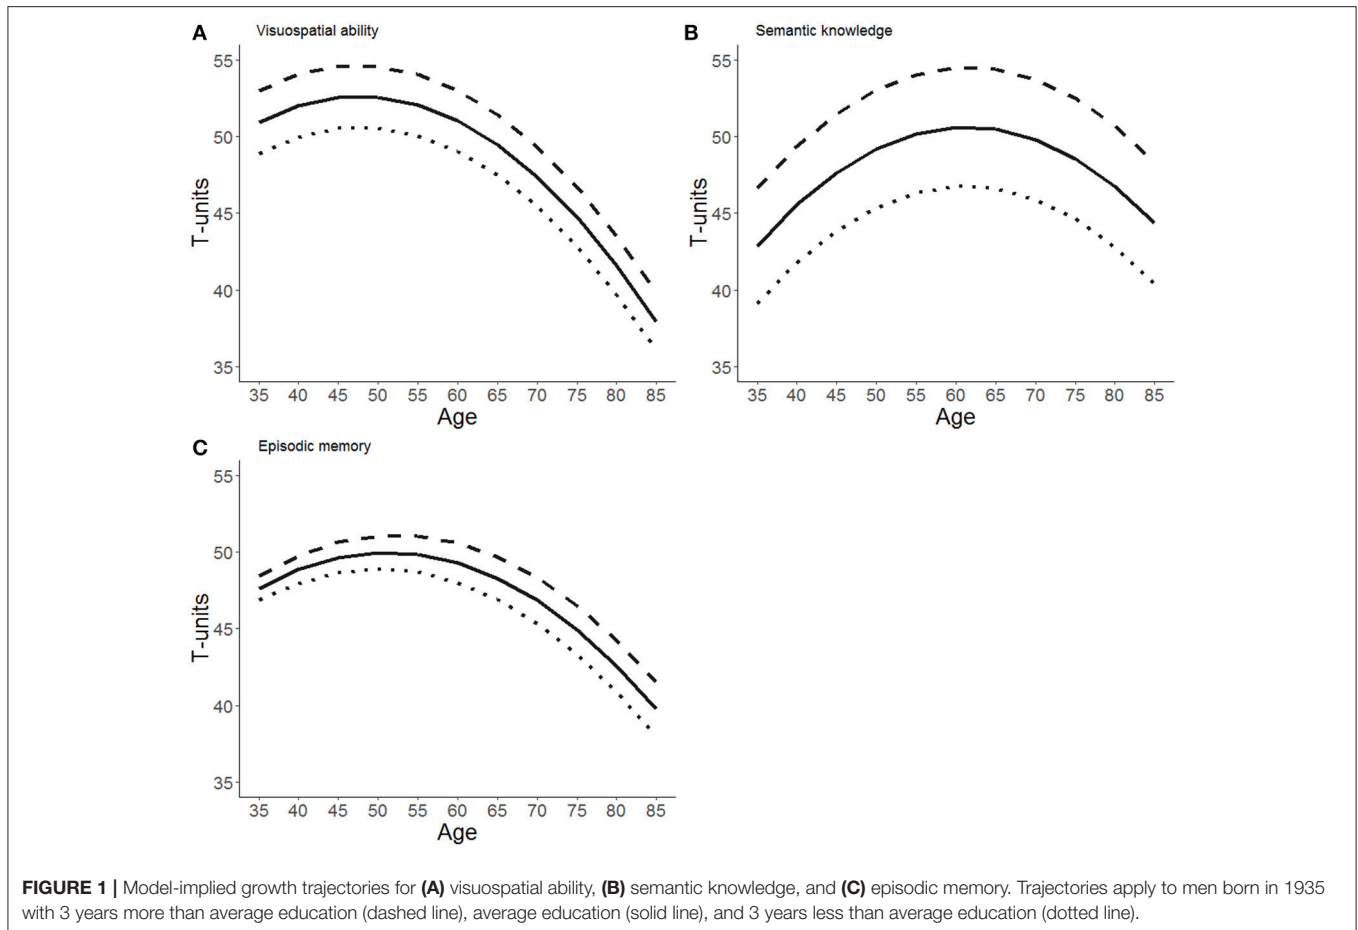 A Visuospatial ability
55
50
45
40
35
T-units
35 40 45 50 55 60 65 70 75 80 85
Age
B Semantic knowledge
55
50
45
40
35
T-units
35 40 45 50 55 60 65 70 75 80 85
Age
C Episodic memory
55
50
45
40
35
T-units
35 40 45 50 55 60 65 70 75 80 85
Age
FIGURE 1 | Model-implied growth trajectories for (A) visuospatial ability, (B) semantic knowledge, and (C) episodic memory. Trajectories apply to men born in 1935
with 3 years more than average education (dashed line), average education (solid line), and 3 years less than average education (dotted line).